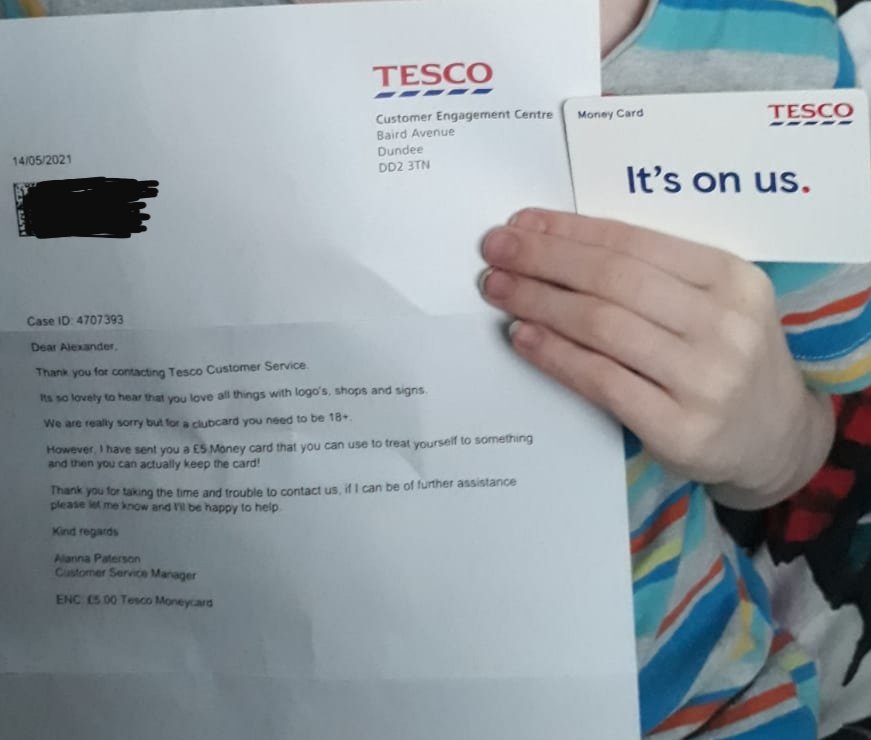 TESCO
Customer Engagement Centre
Baird Avenue
Dundee
DD2 3TN
14/05/2021
Case ID: 4707393
Dear Alexander,
Thank you for contacting Tesco Customer Service.
Its so lovely to hear that you love all things with logo's, shops and signs.
We are really sorry but for a clubcard you need to be 18+.
However, I have sent you a £5 Money card that you can use to treat yourself to something
and then you can actually keep the card!
Thank you for taking the time and trouble to contact us, if I can be of further assistance
please let me know and I'll be happy to help.
Kind regards
Alanna Paterson
Customer Service Manager
ENC: £5.00 Tesco Moneycard
Money Card
TESCO
It's on us.